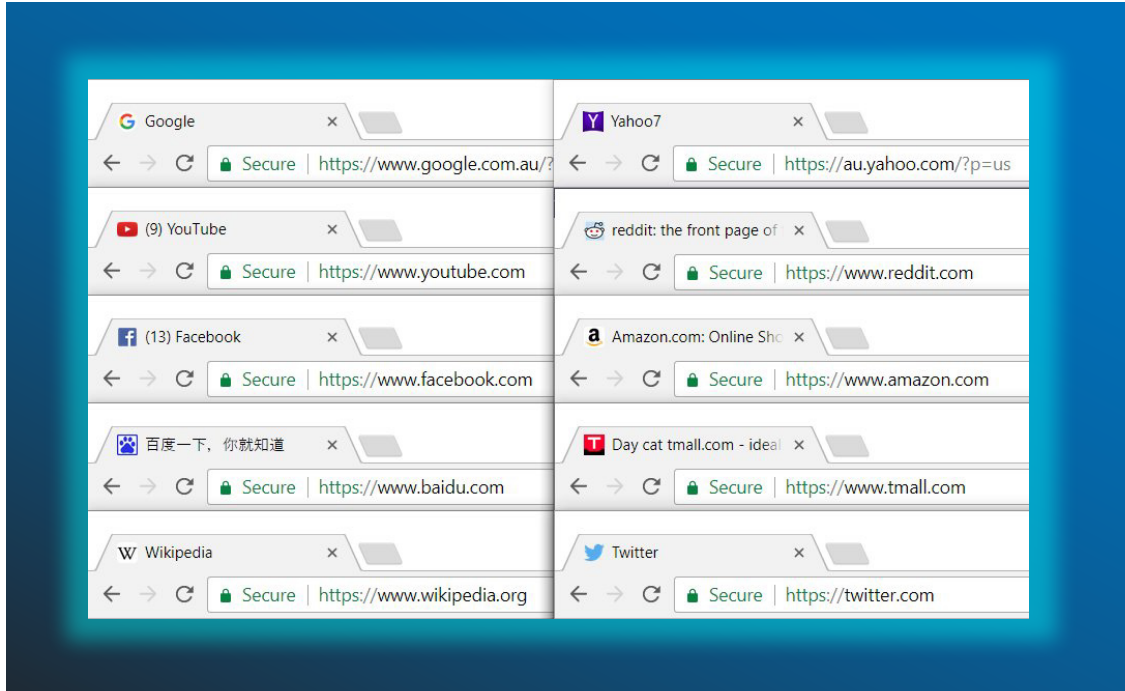 Google
Secure | https://www.google.com.au/?
(9) YouTube
Secure | https://www.youtube.com
(13) Facebook
Secure | https://www.facebook.com
百度一下，你就知道
Secure | https://www.baidu.com
W Wikipedia
Secure | https://www.wikipedia.org
Y Yahoo7
Secure | https://au.yahoo.com/?p=us
reddit: the front page of
Secure | https://www.reddit.com
a Amazon.com: Online Sho
Secure | https://www.amazon.com
T Day cat tmall.com - ideal
Secure | https://www.tmall.com
Twitter
Secure | https://twitter.com